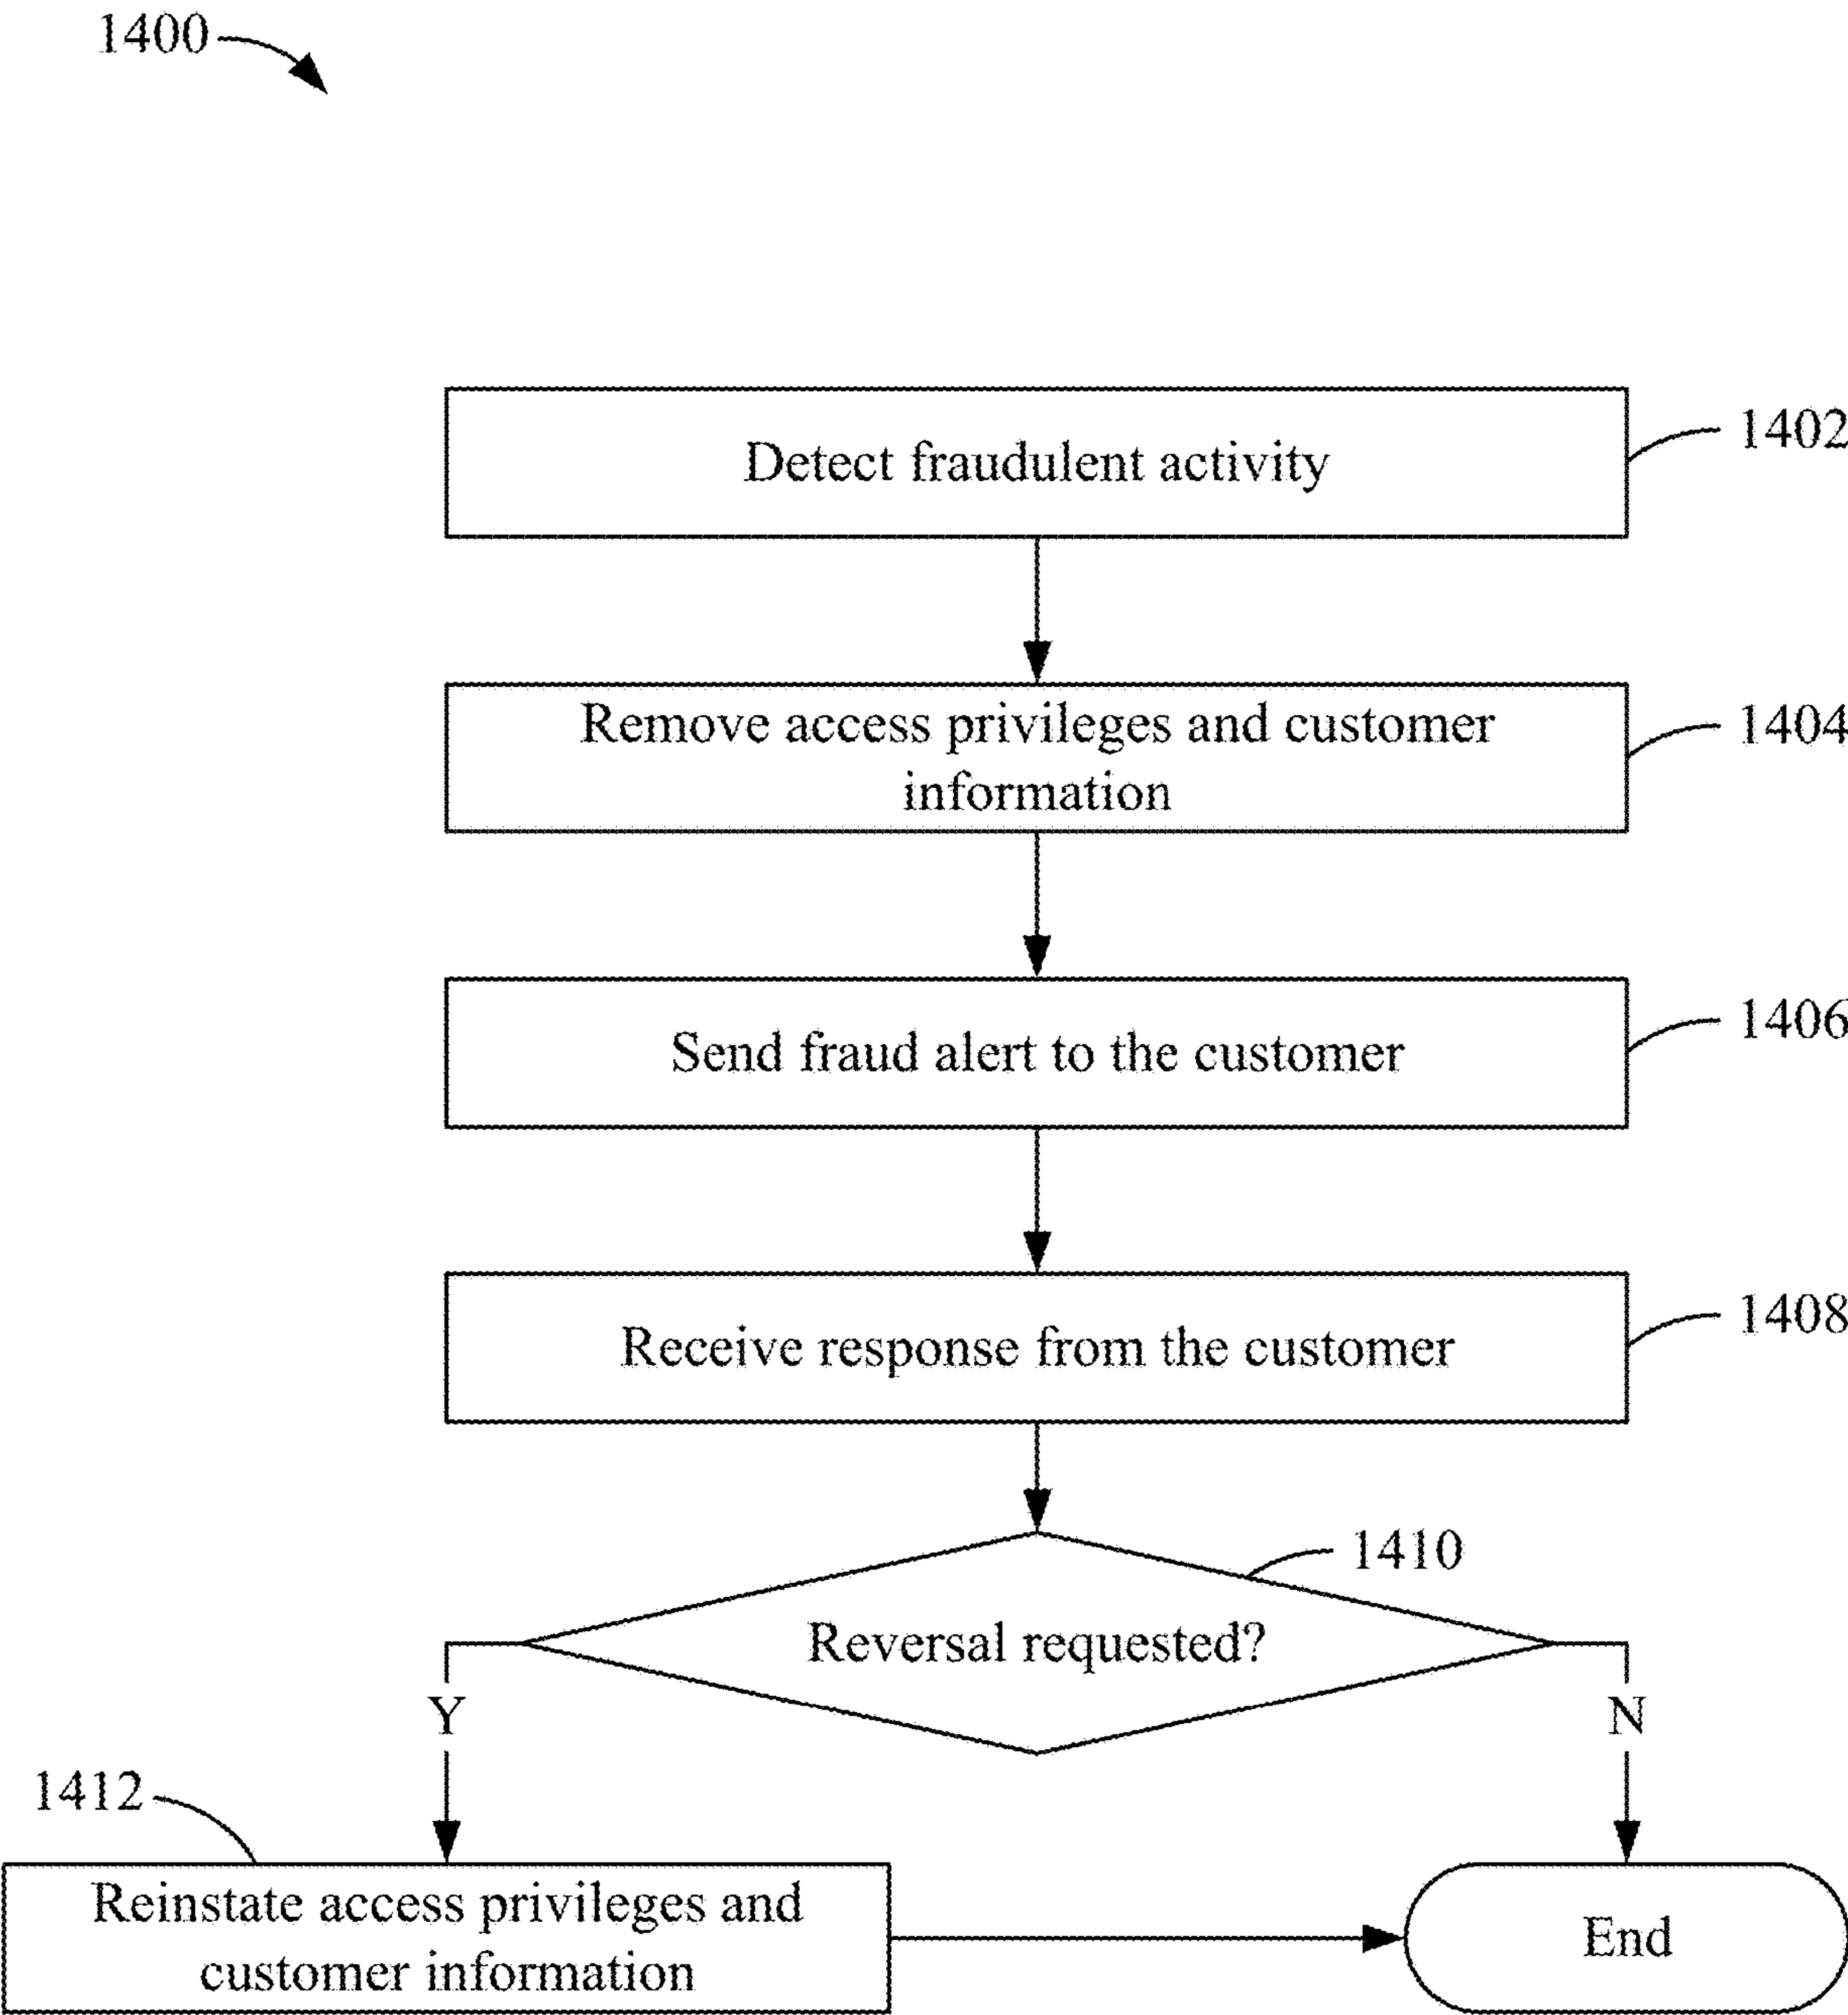 1400
Detect fraudulent activity
1402
Remove access privileges and customer
information
1404
Send fraud alert to the customer
1406
Receive response from the customer
1408
1410
Reversal requested?
Y
N
1412
Reinstate access privileges and
customer information
End